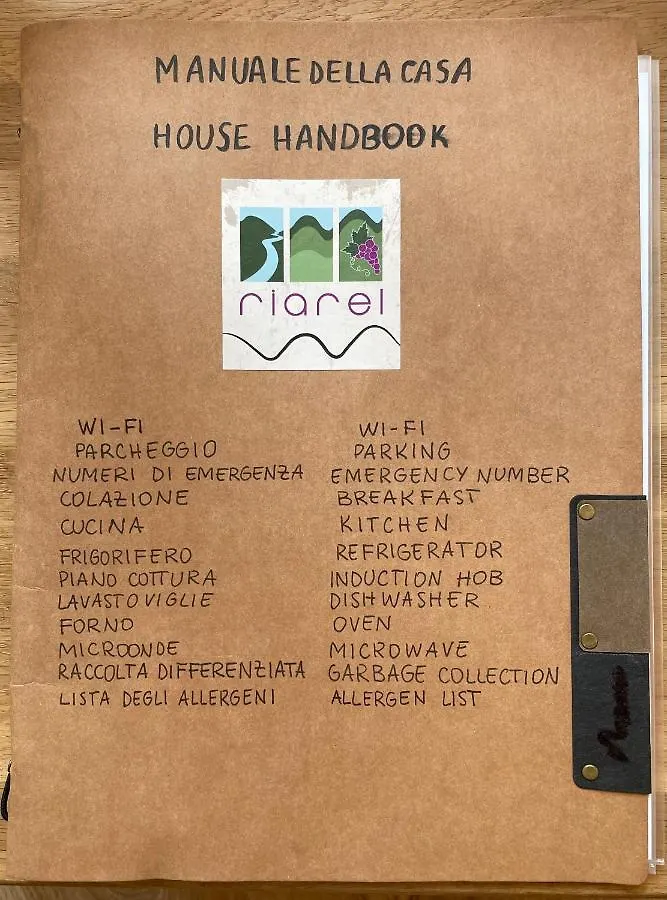 MANUALE DELLA CASA
HOUSE HANDBOOK
riarel
WI-FI
PARCHEGGIO
NUMERI DI EMERGENZA
COLAZIONE
CUCINA
FRIGORIFERO
PIANO COTTURA
LAVASTOVIGLIE
FORNO
MICROONDE
RACCOLTA DIFFERENZIATA
LISTA DEGLI ALLERGENI
WI-FI
PARKING
EMERGENCY NUMBER
BREAKFAST
KITCHEN
REFRIGERATOR
INDUCTION HOB
DISHWASHER
OVEN
MICROWAVE
GARBAGE COLLECTION
ALLERGEN LIST